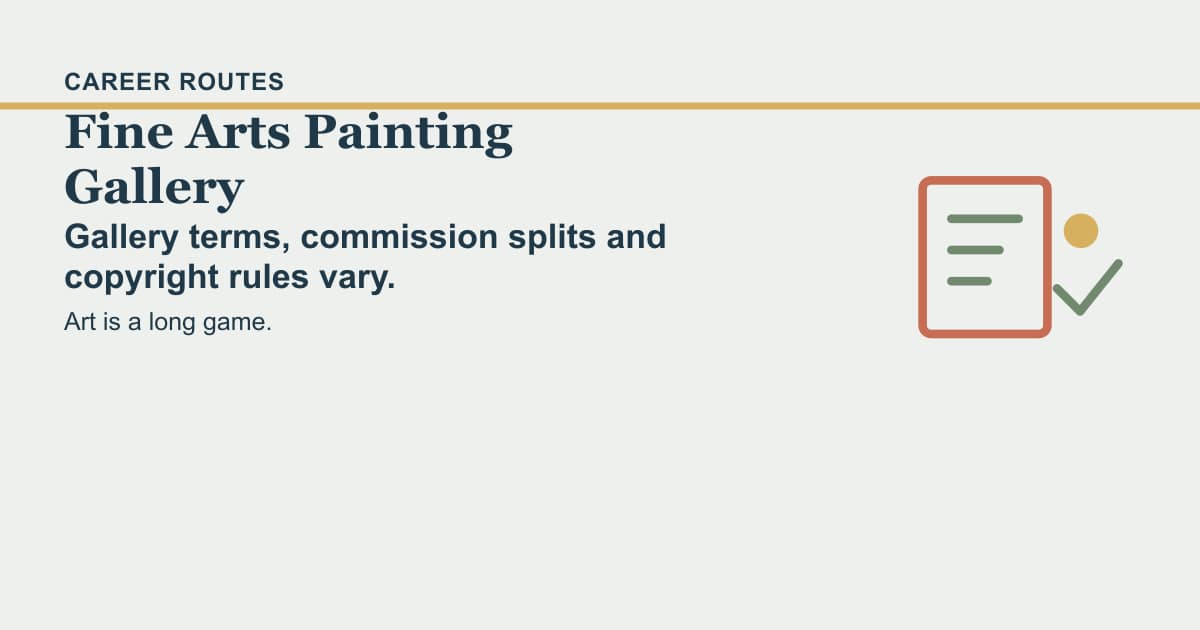 CAREER ROUTES
Fine Arts Painting
Gallery
Gallery terms, commission splits and
copyright rules vary.
Art is a long game.